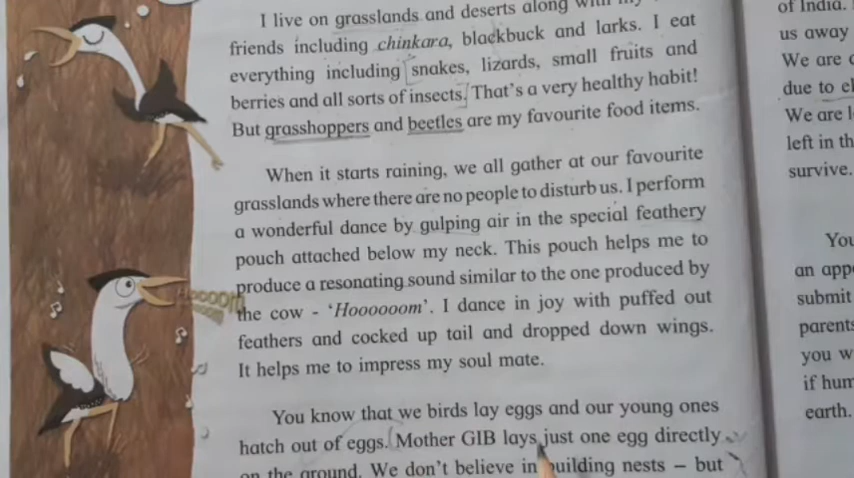 I live on grasslands and deserts along with my
friends including chinkara, blackbuck and larks. I eat
everything including snakes, lizards, small fruits and
berries and all sorts of insects. That's a very healthy habit!
But grasshoppers and beetles are my favourite food items.
When it starts raining, we all gather at our favourite
grasslands where there are no people to disturb us. I perform
a wonderful dance by gulping air in the special feathery
pouch attached below my neck. This pouch helps me to
produce a resonating sound similar to the one produced by
the cow - 'Hoooooom'. I dance in joy with puffed out
feathers and cocked up tail and dropped down wings.
It helps me to impress my soul mate.
You know that we birds lay eggs and our young ones
hatch out of eggs. Mother GIB lays just one egg directly
on the ground. We don't believe in building nests – but
of India.
us away
We are
due to
We are
left in
survive.
an
submit
you
if
earth.